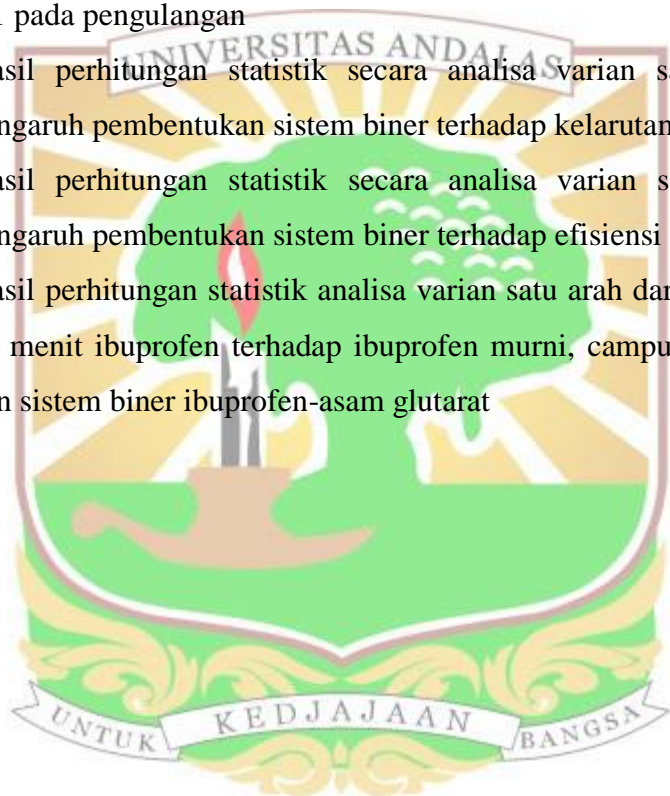 pada pengulangan
UNIVERSITAS ANDALAS
asil perhitungan statistik secara analisa varian s
ngaruh pembentukan sistem biner terhadap kelarutan
asil perhitungan statistik secara analisa varian s
ngaruh pembentukan sistem biner terhadap efisiensi
asil perhitungan statistik analisa varian satu arah dan
menit ibuprofen terhadap ibuprofen murni, campu
n sistem biner ibuprofen-asam glutarat
UNTUK KEDJAJAAN BANGSA